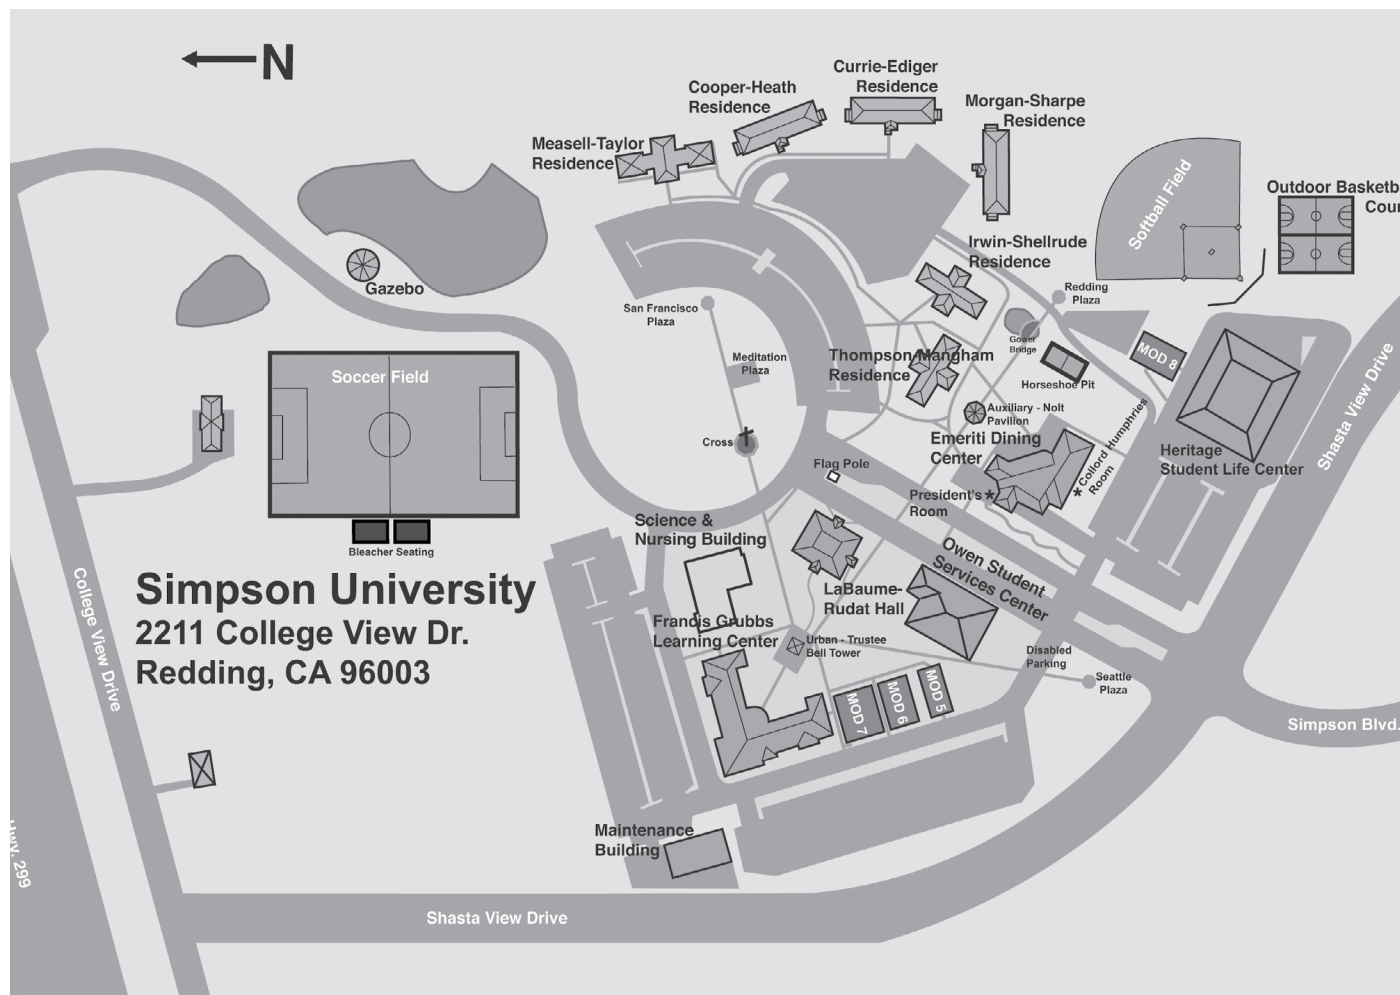 N
Currie-Ediger
Residence
Cooper-Heath
Residence
Morgan-Sharpe
Residence
Measell-Taylor
Residence
Softball Field
Outdoor Basketb
Cour
Irwin-Shellrude
Residence
Gazebo
Redding
Plaza
San Francisco
Plaza
Gower
Bridge
MOD 8
Thompson-Mangham
Residence
Meditation
Plaza
Soccer Field
Horseshoe Pit
Shasta View Drive
Auxiliary - Nolt
Pavilion
Collord Humphries
Room
Cross
Emeriti Dining
Center
Heritage
Student Life Center
Flag Pole
President's
Room
Science &
Nursing Building
Bleacher Seating
Owen Student
Services Center
Simpson University
2211 College View Dr.
Redding, CA 96003
College View Drive
LaBaume-
Rudat Hall
Francis Grubbs
Learning Center
Urban - Trustee
Bell Tower
Disabled
Parking
Seattle
Plaza
MOD 7
MOD 6
MOD 5
Simpson Blvd.
Maintenance
Building
Hwy. 299
Shasta View Drive